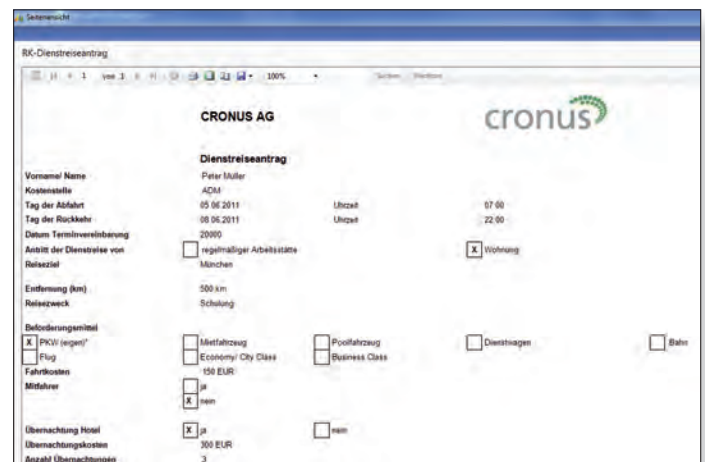 Seitenansicht
RK-Dienstreiseantrag
1 von 1 100% Suchen
CRONUS AG cronus
Dienstreiseantrag
Vorname/ Name Peter Müller
Kostenstelle ADM
Tag der Abfahrt 05.06.2011 Uhrzeit 07:00
Tag der Rückkehr 08.06.2011 Uhrzeit 22:00
Datum Terminvereinbarung 20000
Antritt der Dienstreise von regelmäßiger Arbeitsstätte X Wohnung
Reiseziel München
Entfernung (km) 500 km
Reisezweck Schulung
Beförderungsmittel
X PKW (eigen)* Mietfahrzeug Poolfahrzeug Dienstwagen Bahn
Flug Economy/ City Class Business Class
Fahrtkosten 150 EUR
Mitfahrer ja
X nein
Übernachtung Hotel X ja nein
Übernachtungskosten 300 EUR
Anzahl Übernachtungen 3